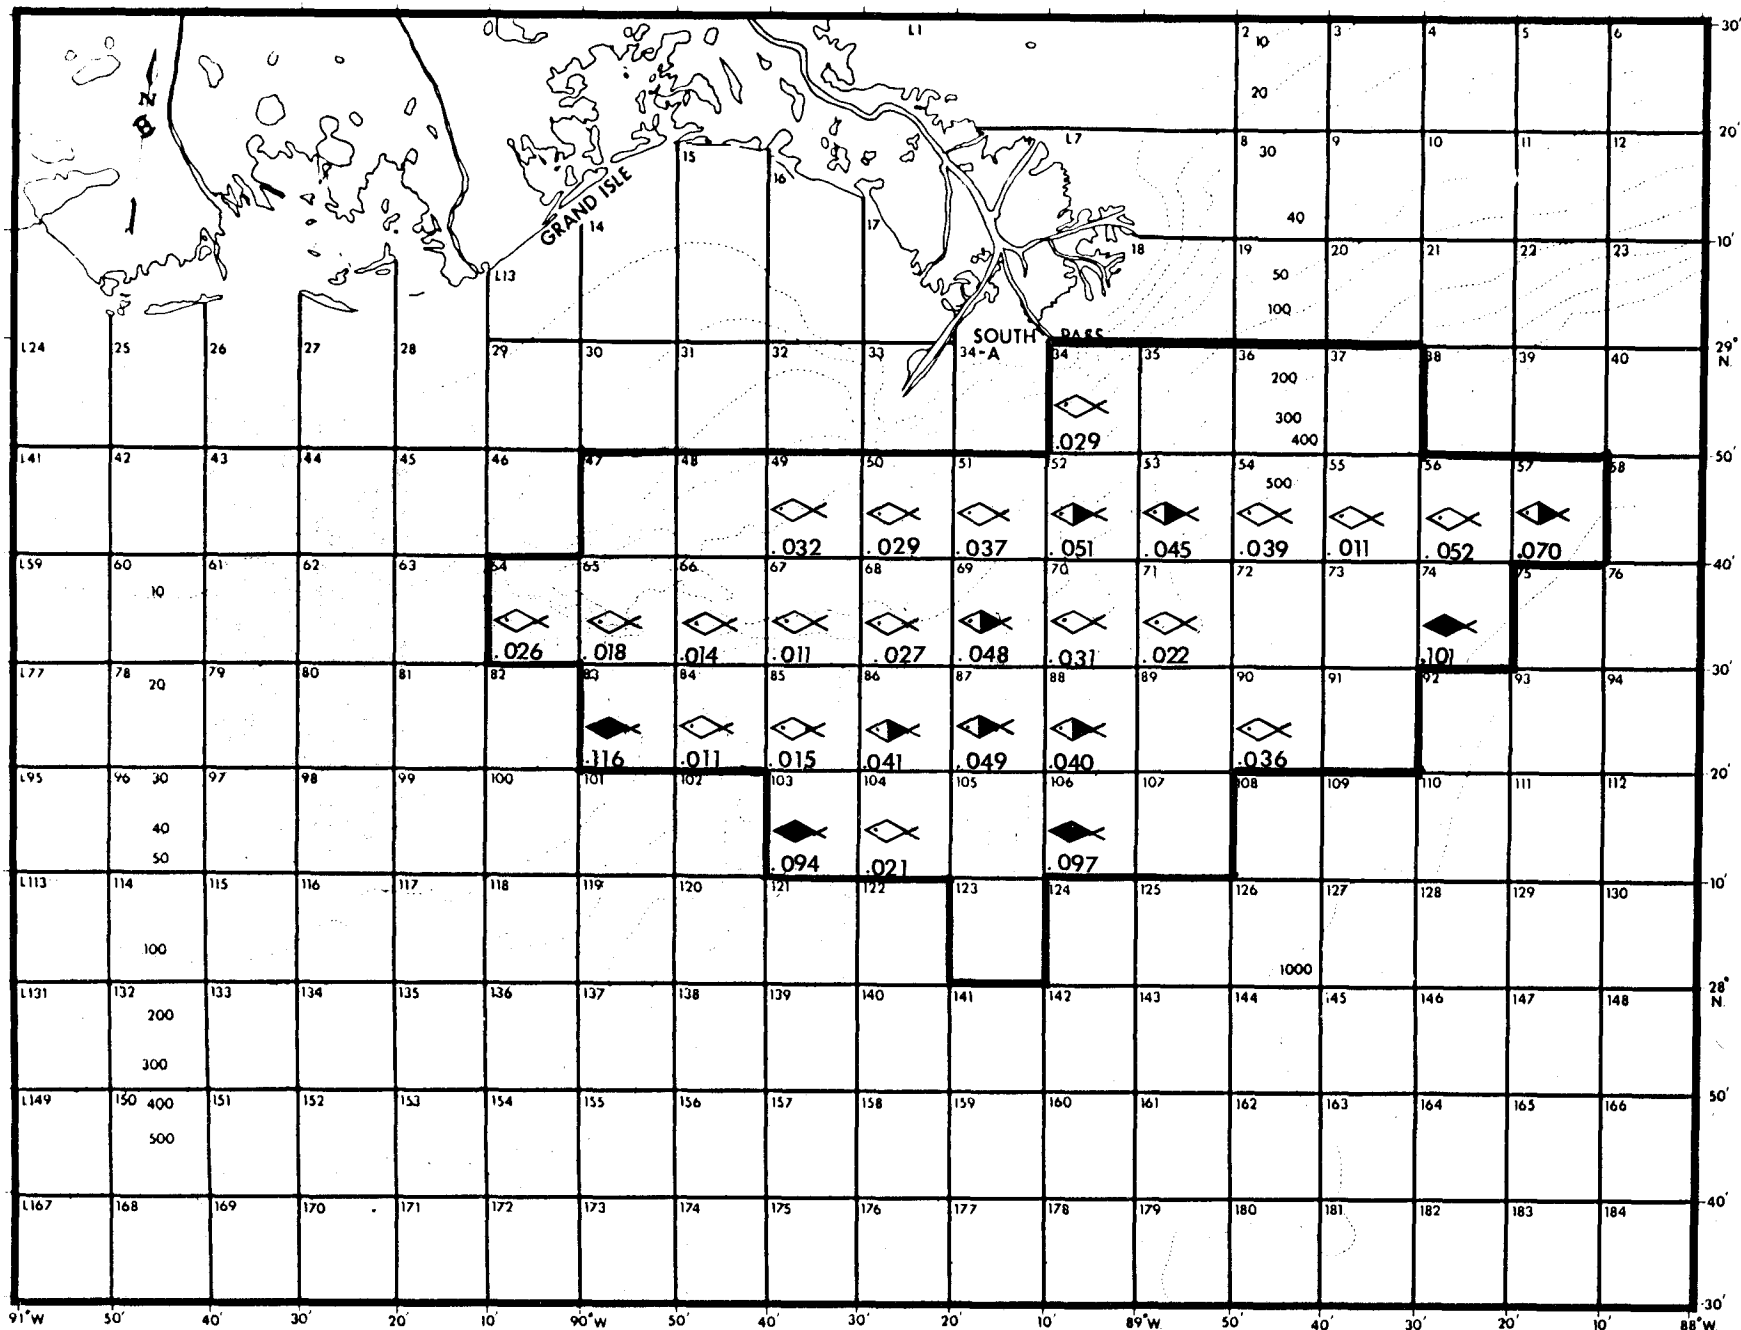 L1 2 3 4 5 6 30'
10
N
20
L7 8 9 10 11 12 20'
15 30
16
GRAND ISLE
14 17 40
18 19 20 21 22 23 10'
L13 50
100
SOUTH PASS
L24 25 26 27 28 29 30 31 32 33 34-A 34 35 36 37 38 39 40 29° N.
200
300
.029 400
L41 42 43 44 45 46 47 48 49 50 51 52 53 54 55 56 57 58 50'
500
.032 .029 .037 .051 .045 .039 .011 .052 .070
L59 60 61 62 63 64 65 66 67 68 69 70 71 72 73 74 75 76 40'
10
.026 .018 .014 .011 .027 .048 .031 .022 .101
L77 78 79 80 81 82 83 84 85 86 87 88 89 90 91 92 93 94 30'
20
.116 .011 .015 .041 .049 .040 .036
L95 96 30 97 98 99 100 101 102 103 104 105 106 107 108 109 110 111 112 20'
40
50 .094 .021 .097
L113 114 115 116 117 118 119 120 121 122 123 124 125 126 127 128 129 130 10'
100
1000
L131 132 133 134 135 136 137 138 139 140 141 142 143 144 145 146 147 148 28° N.
200
300
L149 150 400 151 152 153 154 155 156 157 158 159 160 161 162 163 164 165 166 50'
500
L167 168 169 170 171 172 173 174 175 176 177 178 179 180 181 182 183 184 40'
30'
91°W. 50' 40' 30' 20' 10' 90°W 50' 40' 30' 20' 10' 89°W. 50' 40' 30' 20' 10' 88°W.